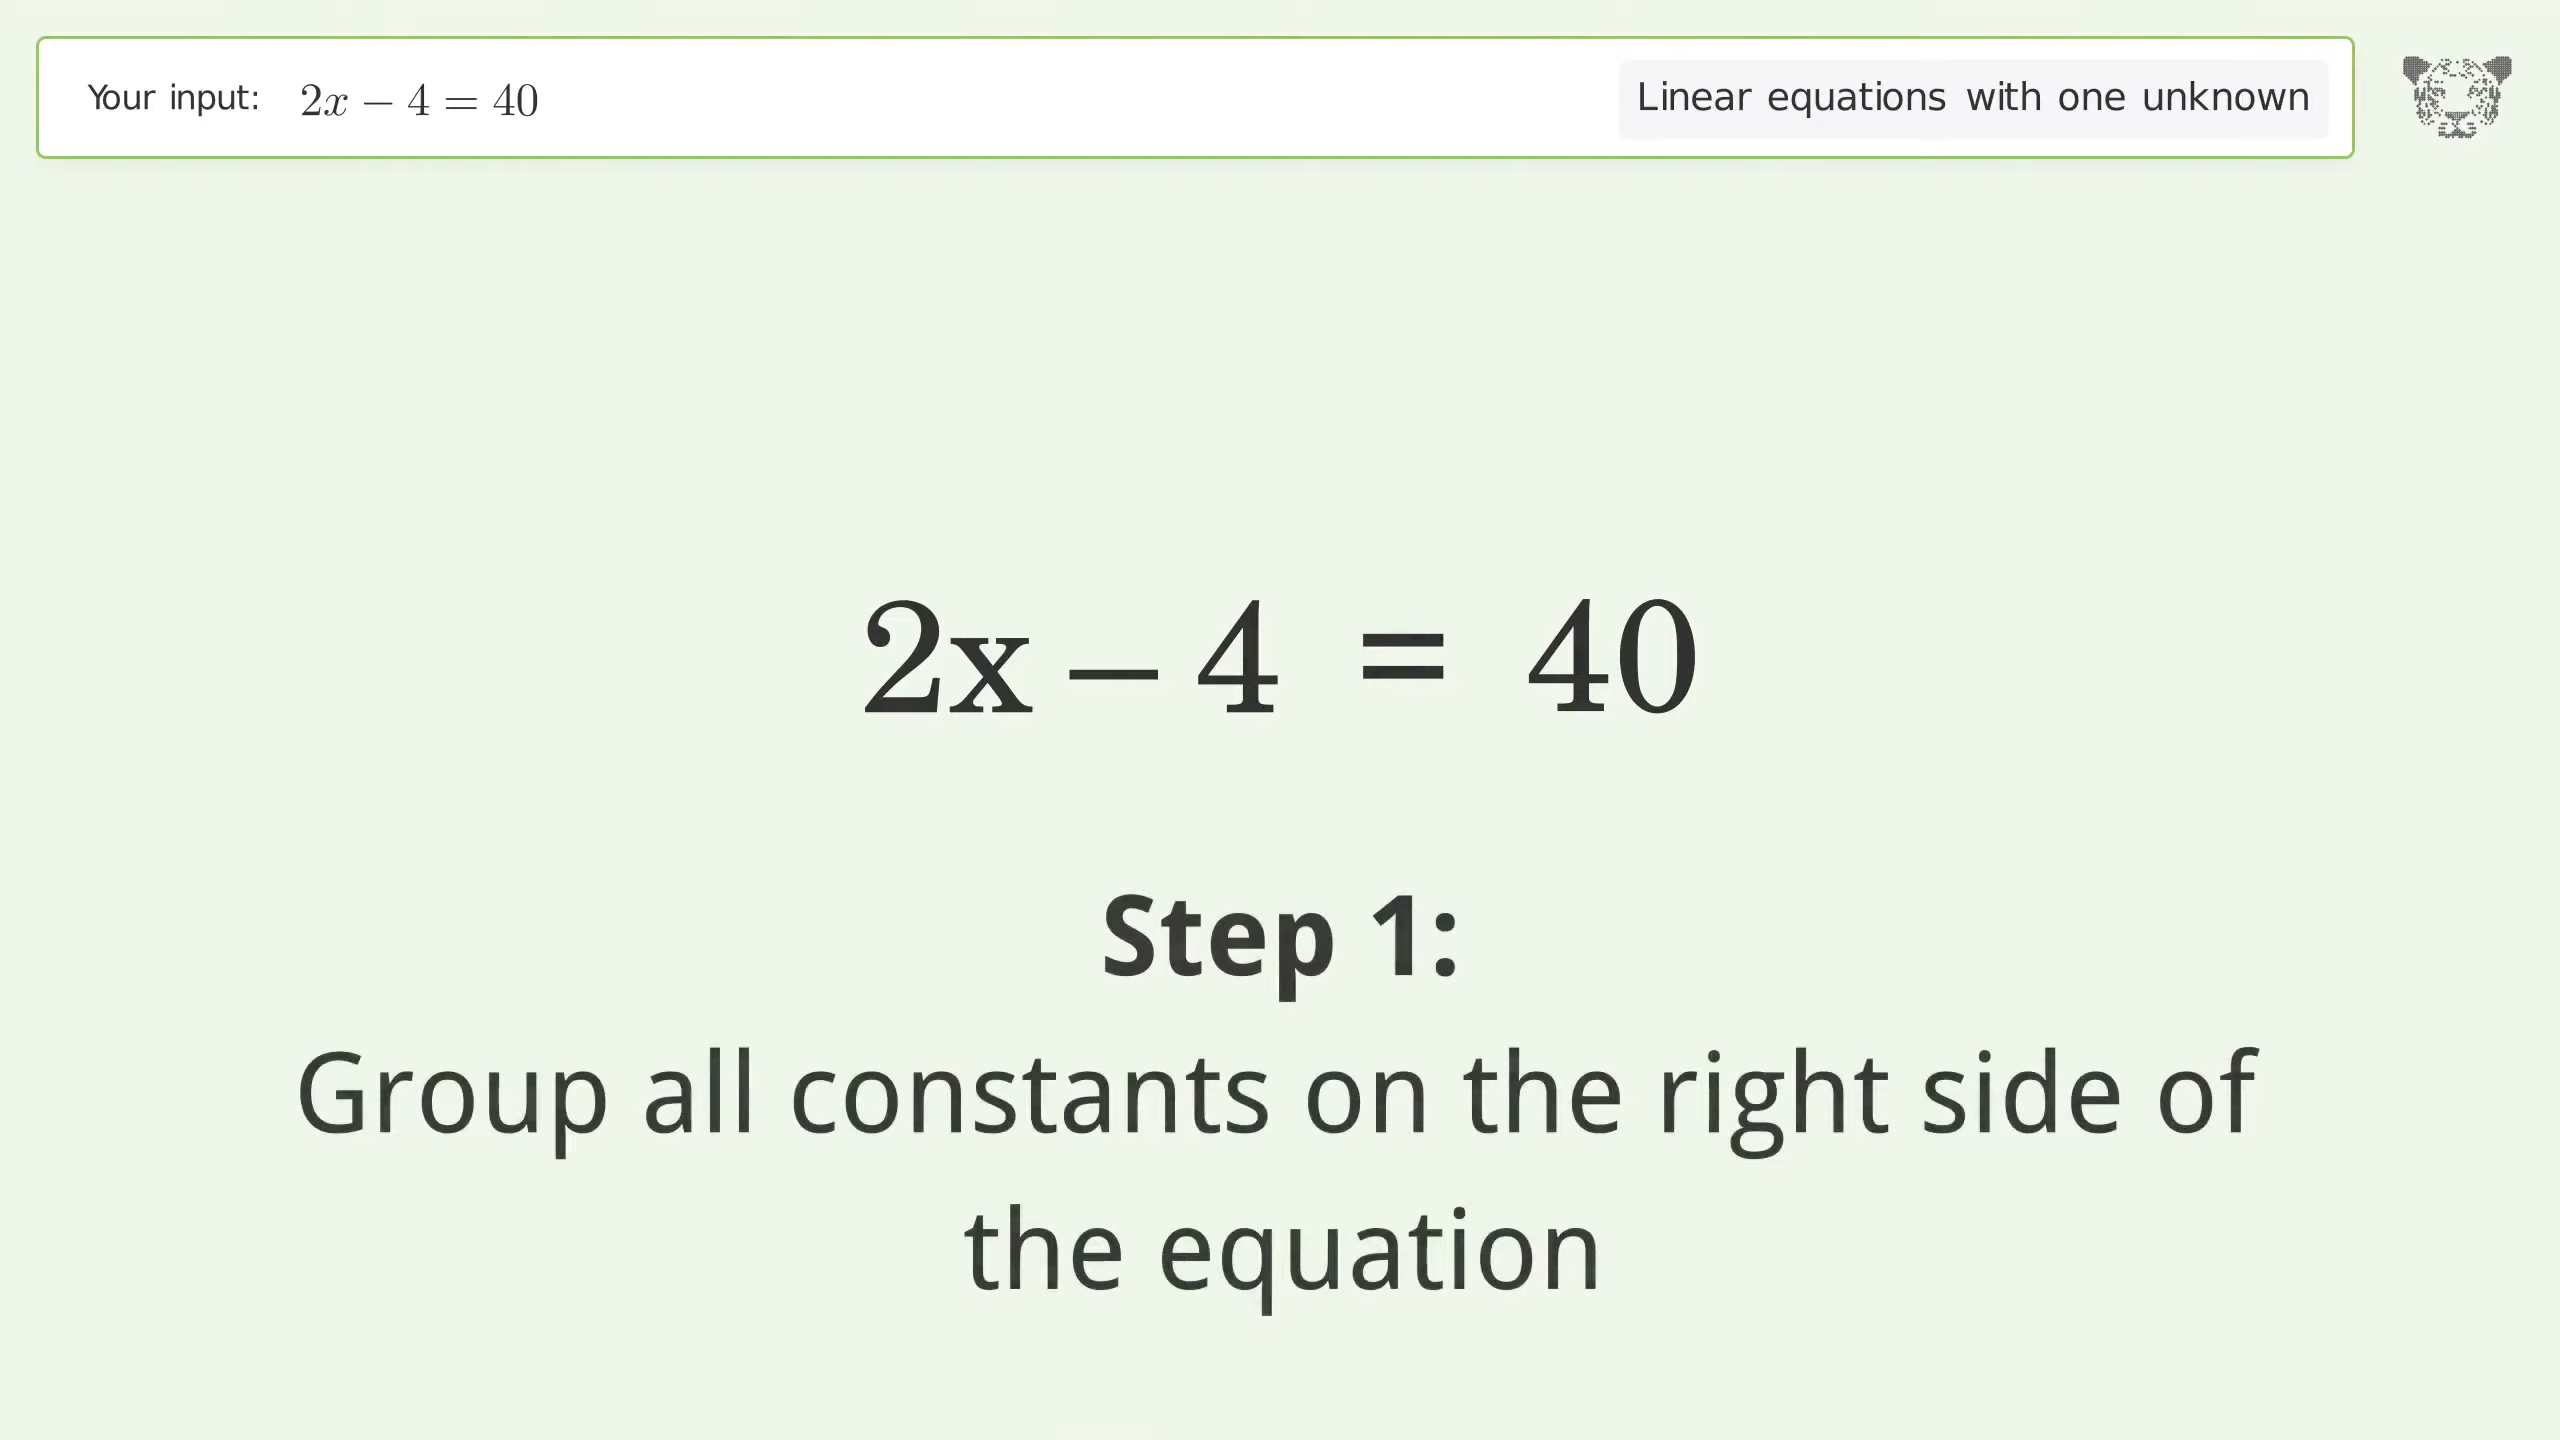 Your input: 2x − 4 = 40 Linear equations with one unknown
2x – 4 = 40
Step 1:
Group all constants on the right side of
the equation